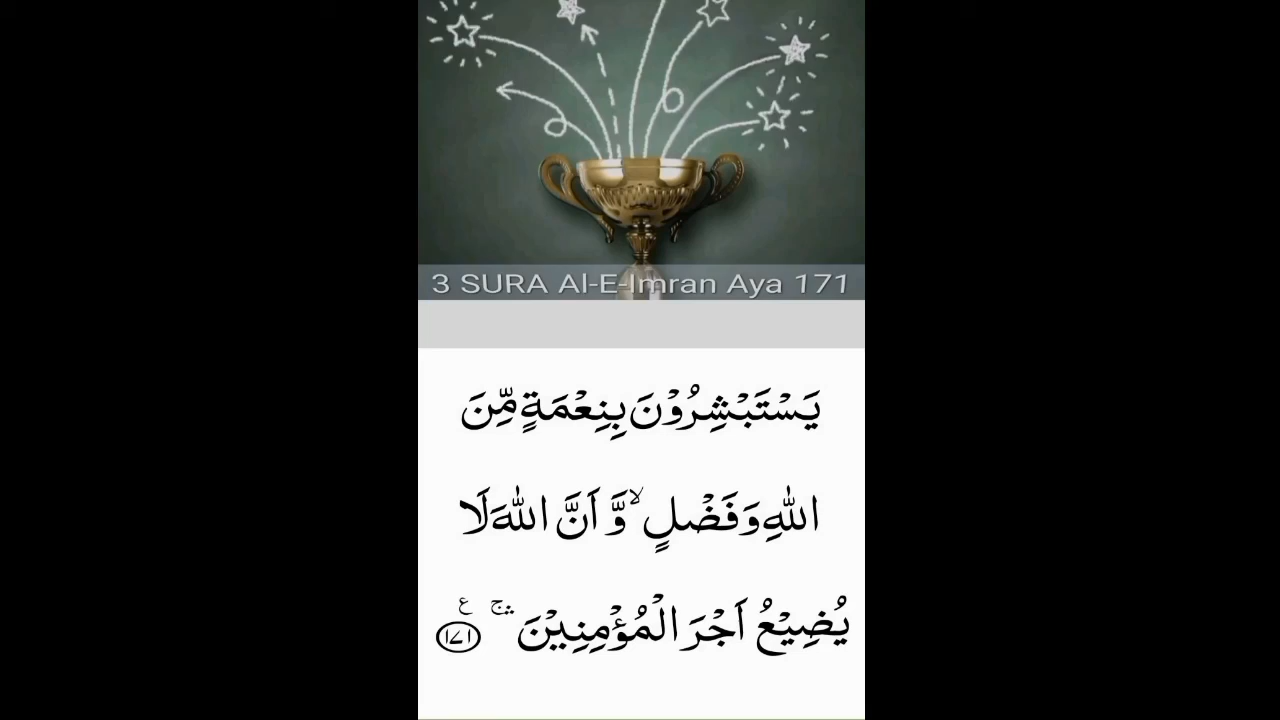 3 SURA Al-E-Imran Aya 171
يَسْتَبْشِرُوْنَ بِنِعْمَةٍ مِّنَ
اللّٰهِ وَفَضْلٍ ۙ وَّ اَنَّ اللّٰهَ لَا
يُضِيْعُ اَجْرَ الْمُؤْمِنِيْنَ ۛۚ ع ١٧١